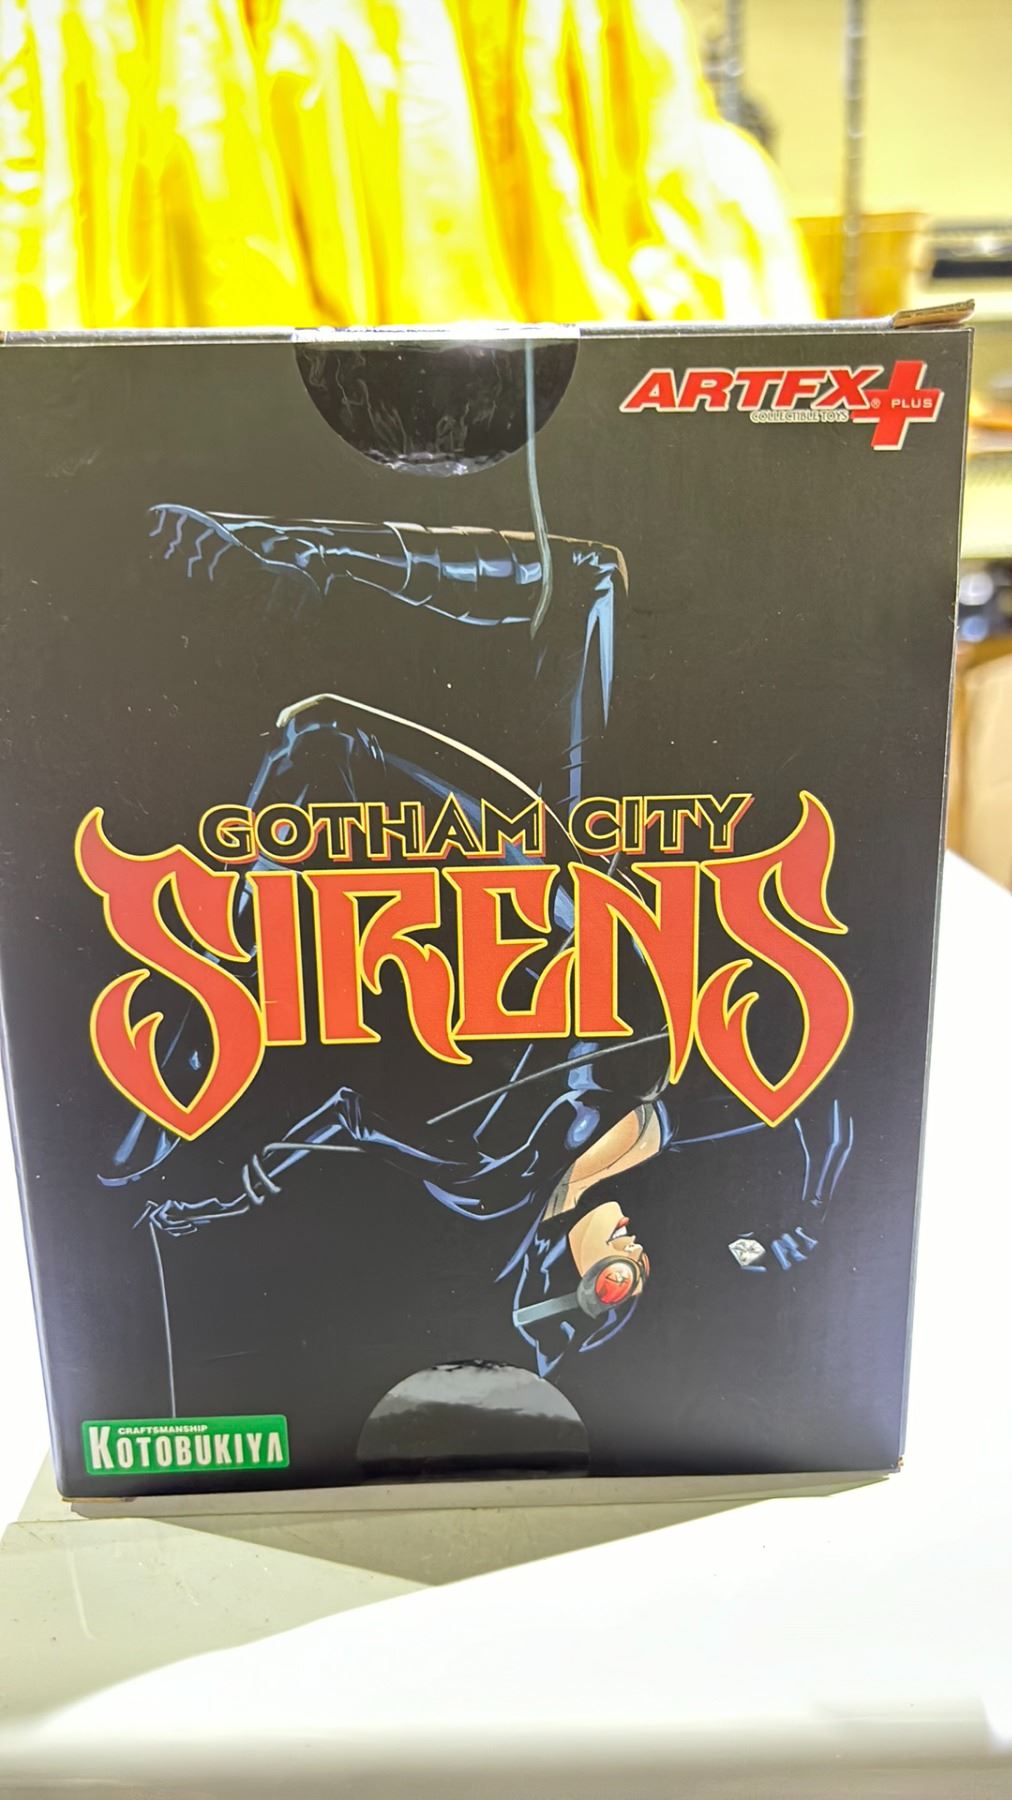 ARTFX® PLUS
COLLECTIBLE TOYS
GOTHAM CITY
SIRENS
CRAFTSMANSHIP
KOTOBUKIYA